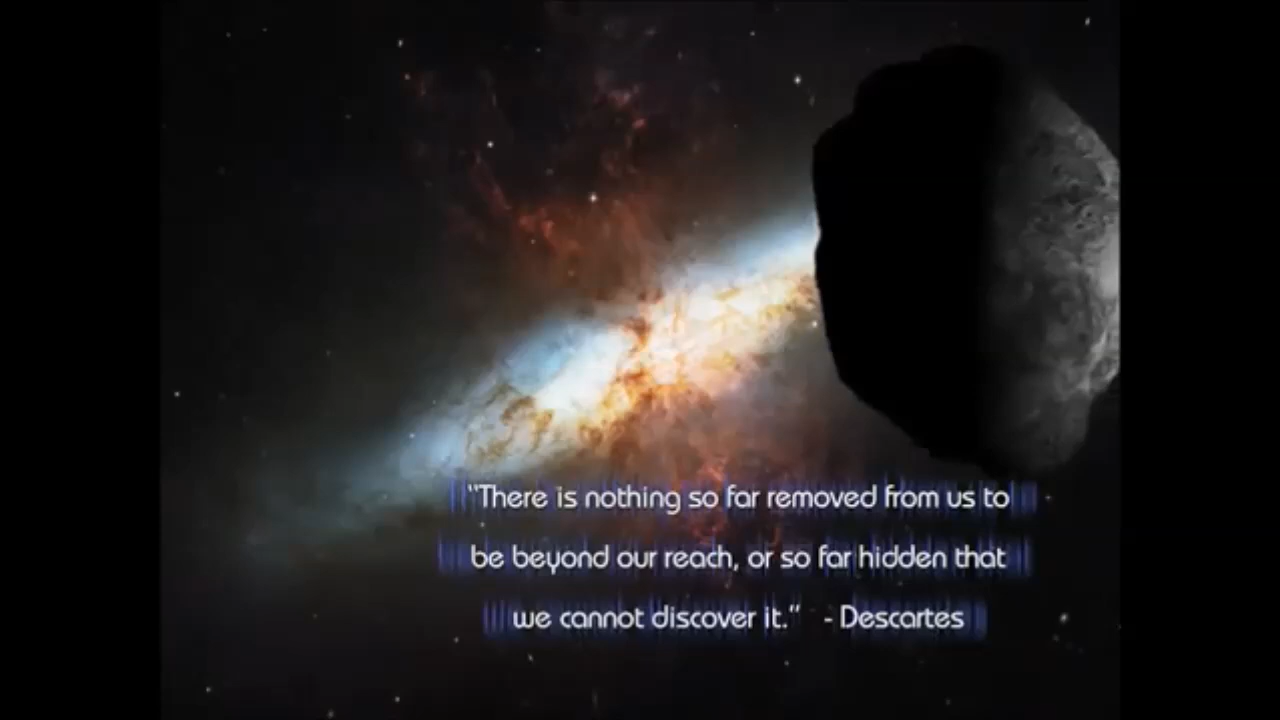 “There is nothing so far removed from us to
be beyond our reach, or so far hidden that
we cannot discover it.” - Descartes